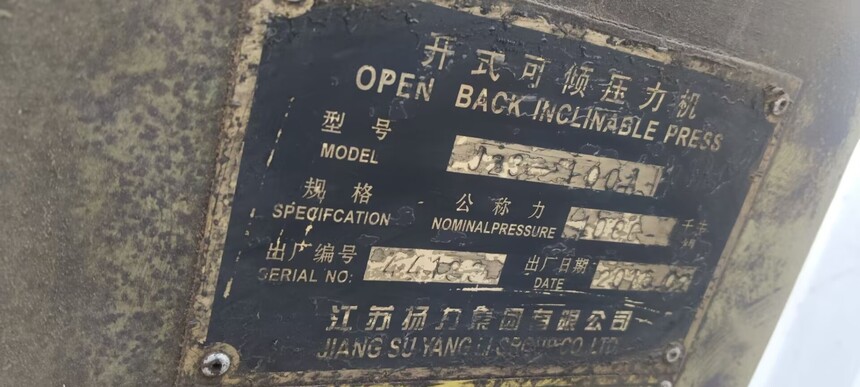 开式可倾压力机
OPEN BACK INCLINABLE PRESS
型号
MODEL
规格
SPECIFCATION
公称力
NOMINALPRESSURE
千
出厂编号
SERIAL NO:
出厂日期
DATE
江苏扬力集团有限公司
JIANG SU YANG LI GROUP CO. LTD